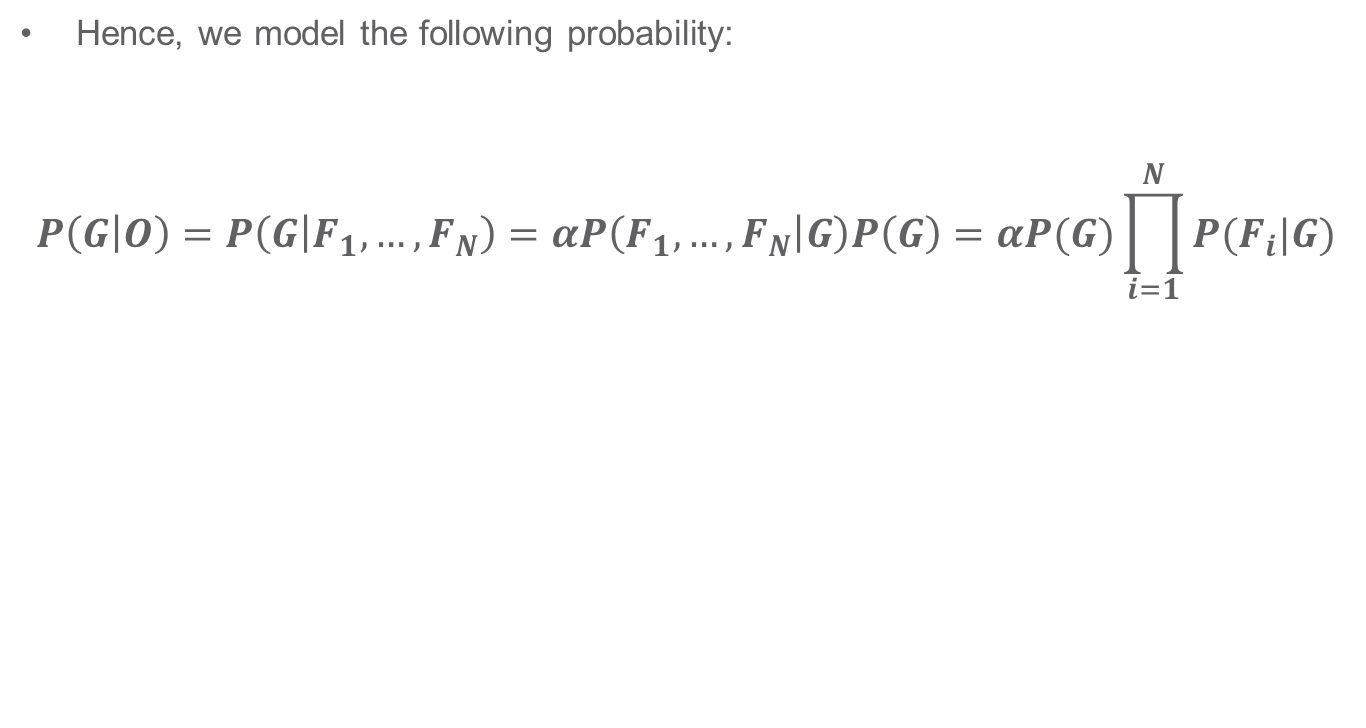 • Hence, we model the following probability:
P(G|O) = P(G|F₁, … , F_N) = αP(F₁, … , F_N|G)P(G) = αP(G) ∏_{i=1}^{N} P(F_i|G)